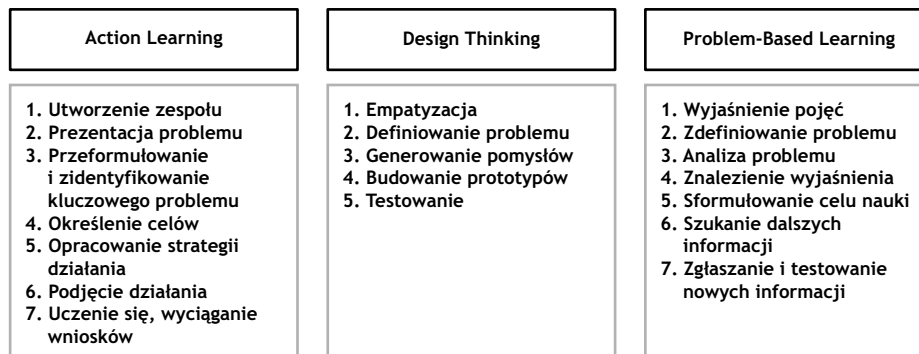 Action Learning
1. Utworzenie zespołu
2. Prezentacja problemu
3. Przeformułowanie
i zidentyfikowanie
kluczowego problemu
4. Określenie celów
5. Opracowanie strategii
działania
6. Podjęcie działania
7. Uczenie się, wyciąganie
wniosków
Design Thinking
1. Empatyzacja
2. Definiowanie problemu
3. Generowanie pomysłów
4. Budowanie prototypów
5. Testowanie
Problem-Based Learning
1. Wyjaśnienie pojęć
2. Zdefiniowanie problemu
3. Analiza problemu
4. Znalezienie wyjaśnienia
5. Sformułowanie celu nauki
6. Szukanie dalszych
informacji
7. Zgłaszanie i testowanie
nowych informacji